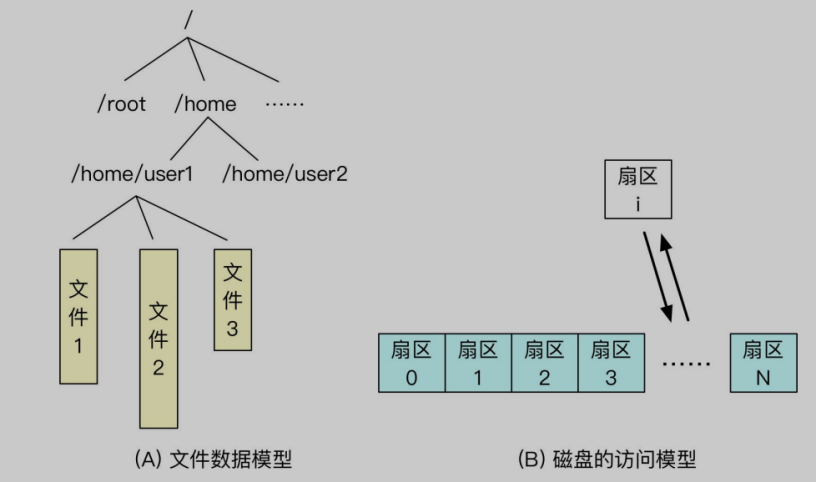 /
/root /home ······
/home/user1 /home/user2
文件1
文件2
文件3
(A) 文件数据模型
扇区
i
扇区 扇区 扇区 扇区 扇区
0 1 2 3 ······ N
(B) 磁盘的访问模型